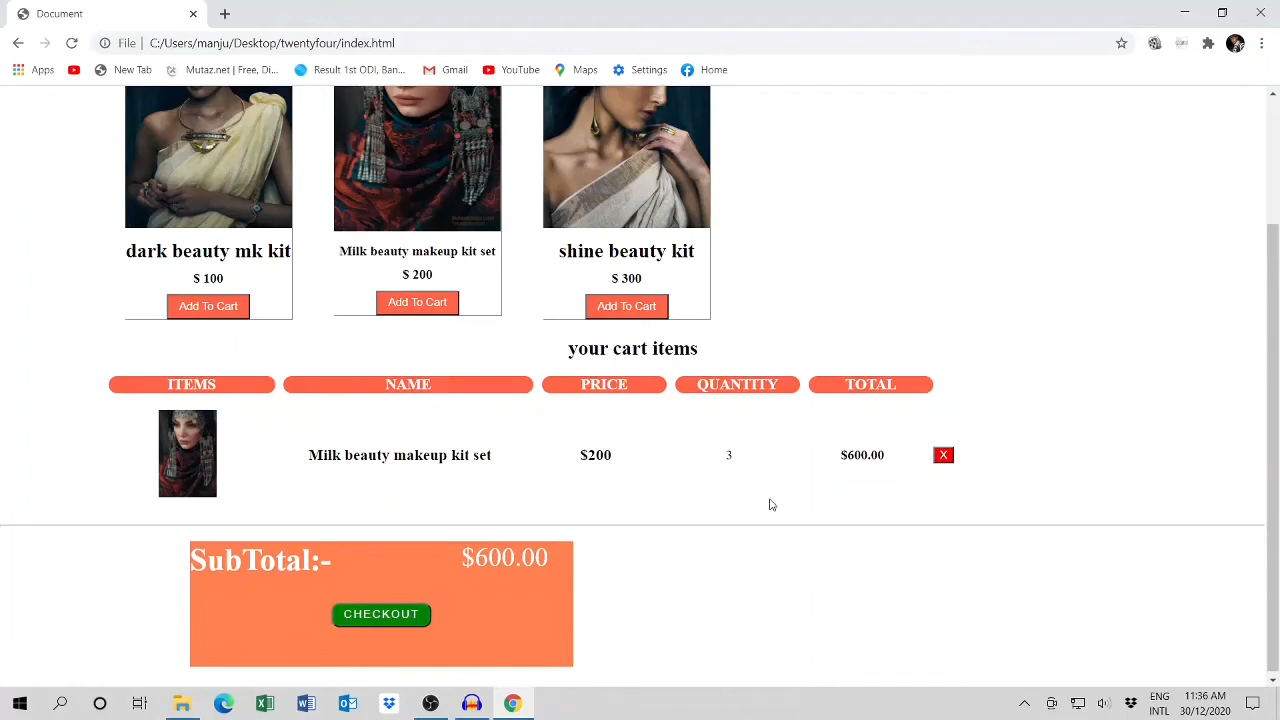 Document
File C:/Users/manju/Desktop/twentyfour/index.html
Apps New Tab Mutaz.net | Free, Di... Result 1st ODI, Ban... Gmail YouTube Maps Settings Home
dark beauty mk kit
$ 100
Add To Cart
Milk beauty makeup kit set
$ 200
Add To Cart
shine beauty kit
$ 300
Add To Cart
your cart items
ITEMS NAME PRICE QUANTITY TOTAL
Milk beauty makeup kit set $200 3 $600.00 X
SubTotal:- $600.00
CHECKOUT
ENG 11:36 AM
INTL 30/12/2020